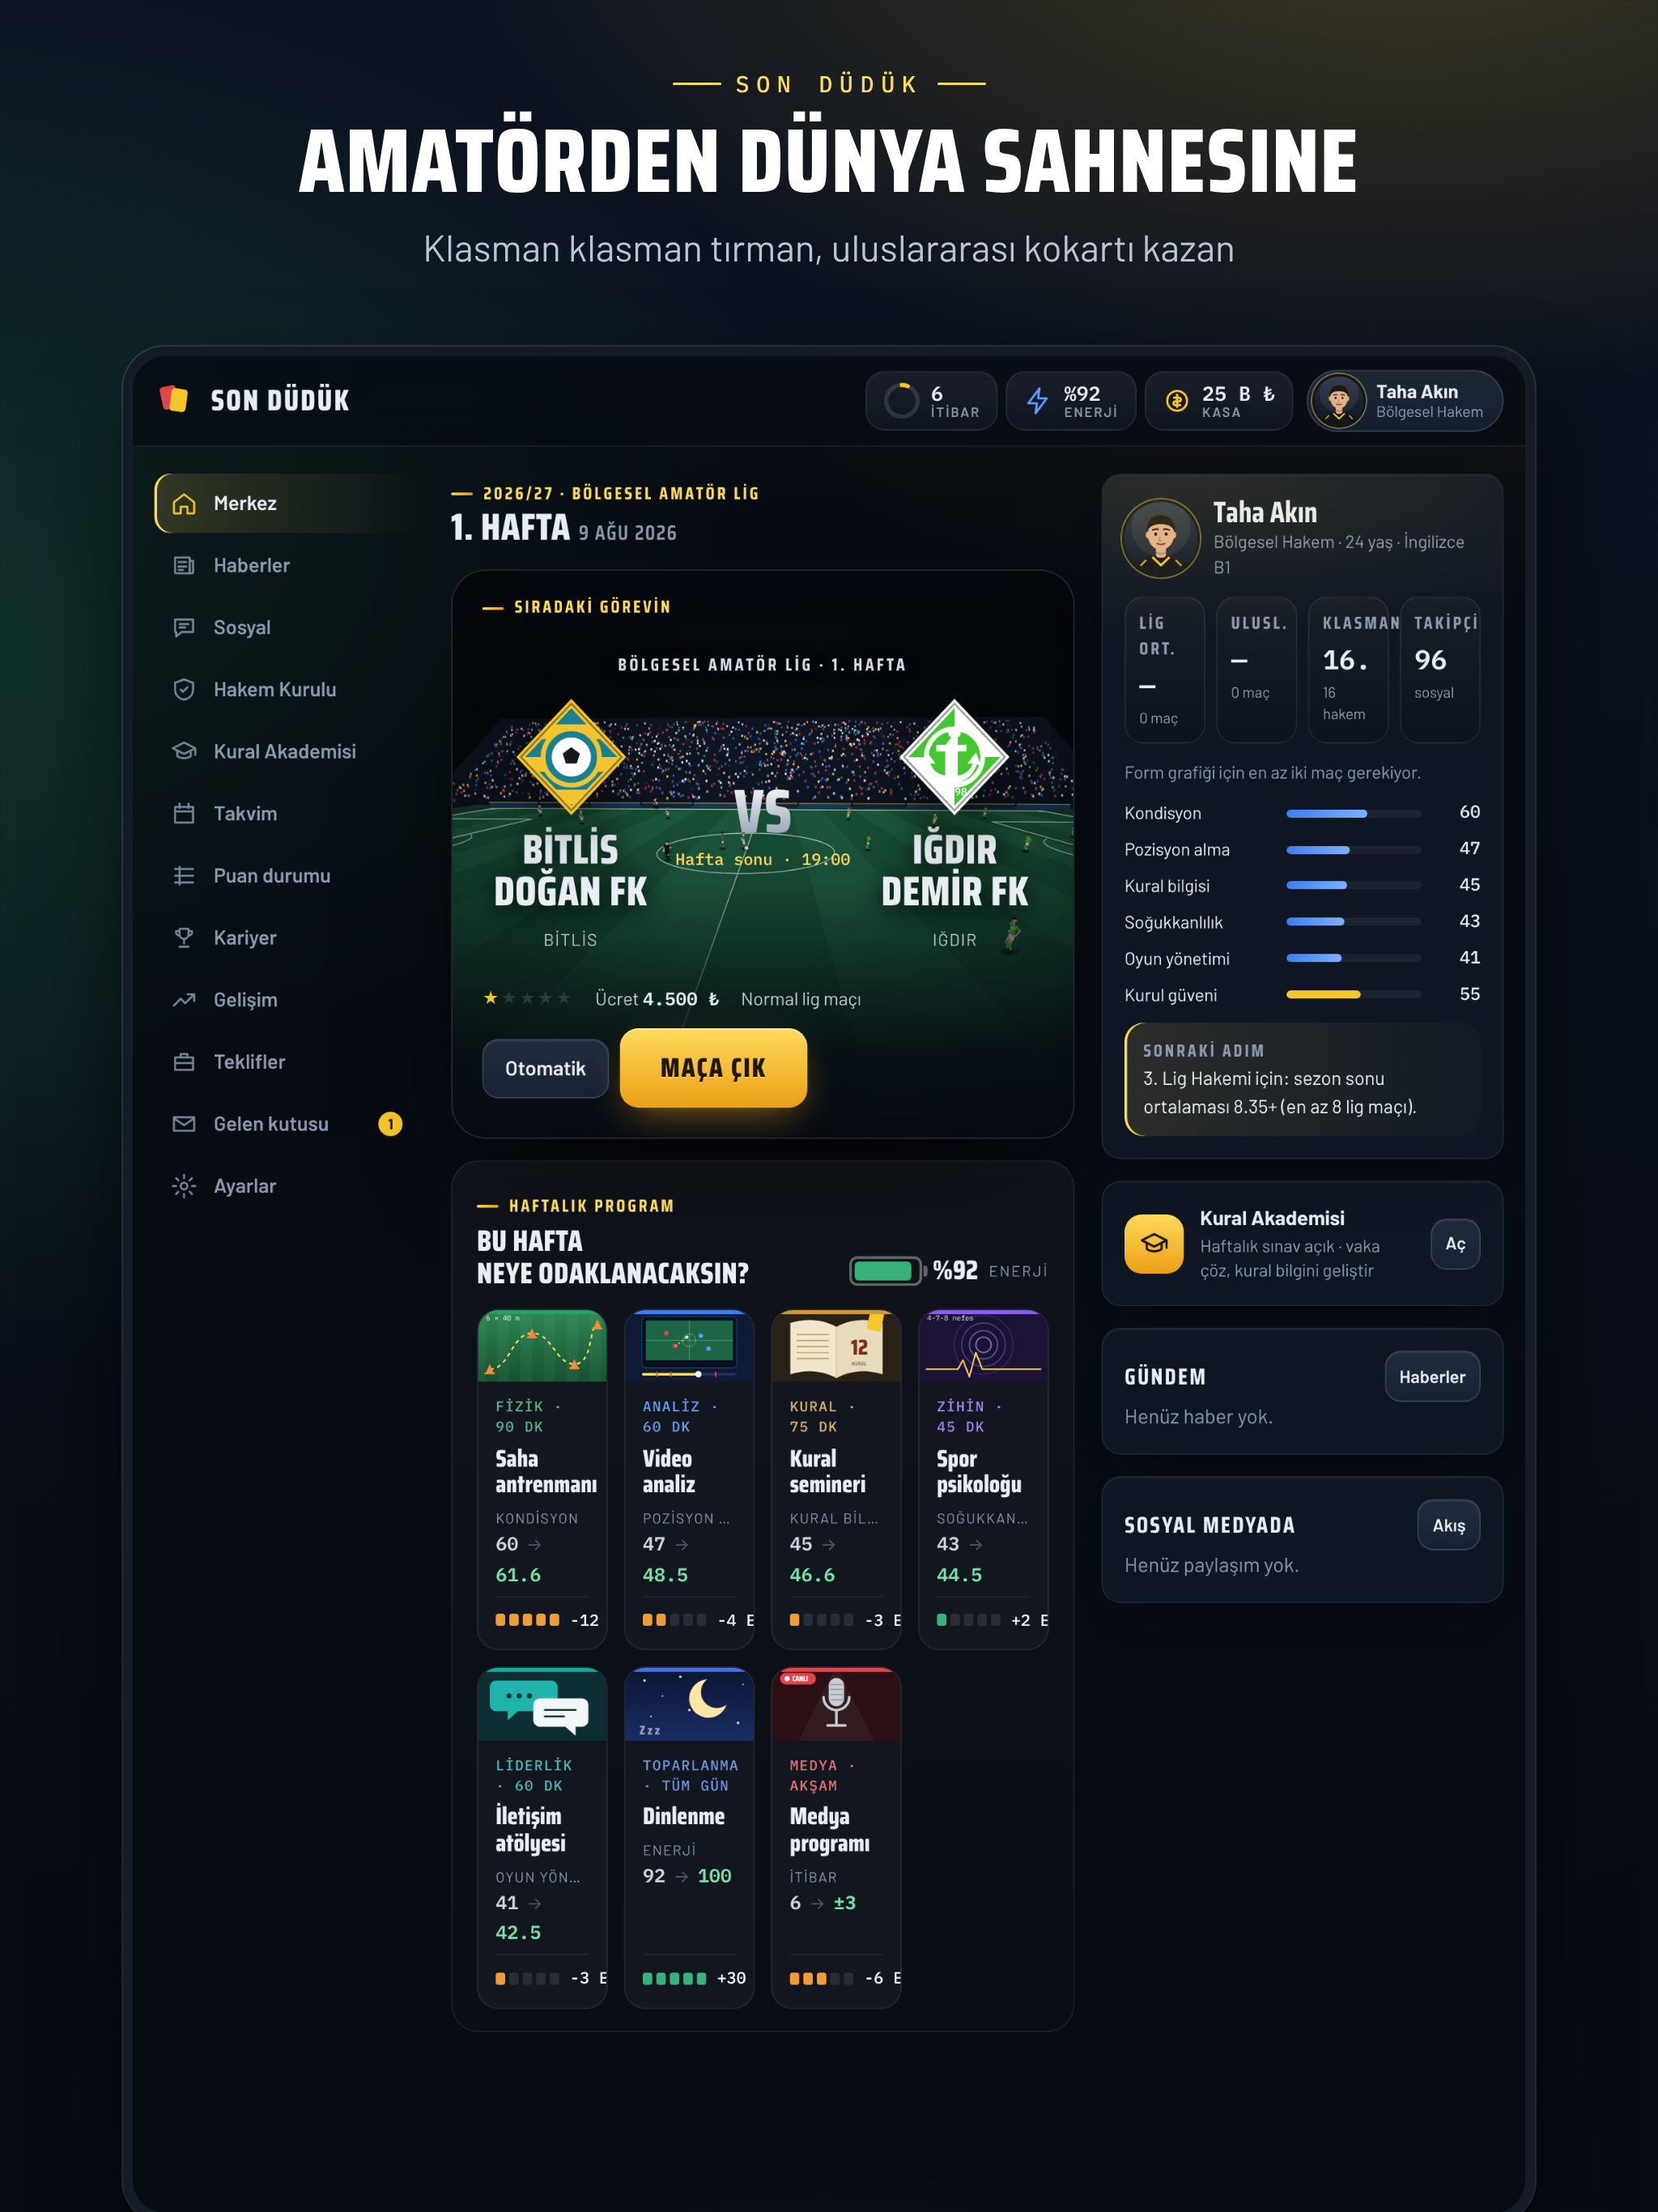 SON DÜDÜK
AMATÖRDEN DÜNYA SAHNESINE
Klasman klasman tırman, uluslararası kokartı kazan
SON DÜDÜK
6
İTİBAR
%92
ENERJİ
25 B ₺
KASA
Taha Akın
Bölgesel Hakem
Merkez
Haberler
Sosyal
Hakem Kurulu
Kural Akademisi
Takvim
Puan durumu
Kariyer
Gelişim
Teklifler
Gelen kutusu
1
Ayarlar
2026/27 · BÖLGESEL AMATÖR LİG
1. HAFTA 9 AĞU 2026
SIRADAKİ GÖREVİN
BÖLGESEL AMATÖR LİG · 1. HAFTA
98
VS
Hafta sonu · 19:00
BİTLİS
DOĞAN FK
BİTLİS
IĞDIR
DEMİR FK
IĞDIR
★★★★★ Ücret 4.500 ₺ Normal lig maçı
Otomatik
MAÇA ÇIK
HAFTALIK PROGRAM
BU HAFTA
NEYE ODAKLANACAKSIN?
%92 ENERJİ
6 × 40 m
FİZİK ·
90 DK
Saha
antrenmanı
KONDİSYON
60 →
61.6
-12
ANALİZ ·
60 DK
Video
analiz
POZİSYON ...
47 →
48.5
-4 E
12
KURAL
KURAL ·
75 DK
Kural
semineri
KURAL BİL...
45 →
46.6
-3 E
4-7-8 nefes
ZİHİN ·
45 DK
Spor
psikoloğu
SOĞUKKAN...
43 →
44.5
+2 E
LİDERLİK
· 60 DK
İletişim
atölyesi
OYUN YÖN...
41 →
42.5
-3 E
Zzz
TOPARLANMA
· TÜM GÜN
Dinlenme
ENERJİ
92 → 100
+30
CANLI
MEDYA ·
AKŞAM
Medya
programı
İTİBAR
6 → ±3
-6 E
Taha Akın
Bölgesel Hakem · 24 yaş · İngilizce
B1
LİG
ORT.
–
0 maç
ULUSL.
–
0 maç
KLASMAN
16.
16
hakem
TAKİPÇİ
96
sosyal
Form grafiği için en az iki maç gerekiyor.
Kondisyon 60
Pozisyon alma 47
Kural bilgisi 45
Soğukkanlılık 43
Oyun yönetimi 41
Kurul güveni 55
SONRAKİ ADIM
3. Lig Hakemi için: sezon sonu
ortalaması 8.35+ (en az 8 lig maçı).
Kural Akademisi
Haftalık sınav açık · vaka
çöz, kural bilgini geliştir
Aç
GÜNDEM
Haberler
Henüz haber yok.
SOSYAL MEDYADA
Akış
Henüz paylaşım yok.